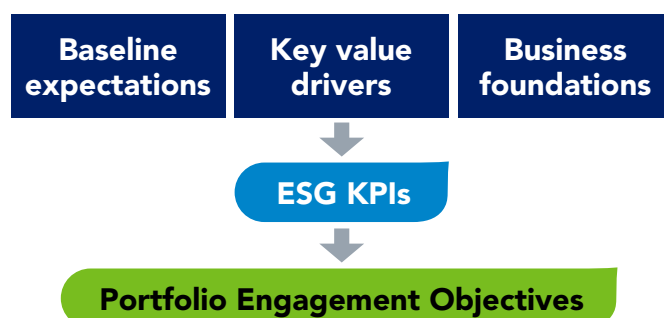 Baseline
expectations
Key value
drivers
Business
foundations
ESG KPIs
Portfolio Engagement Objectives